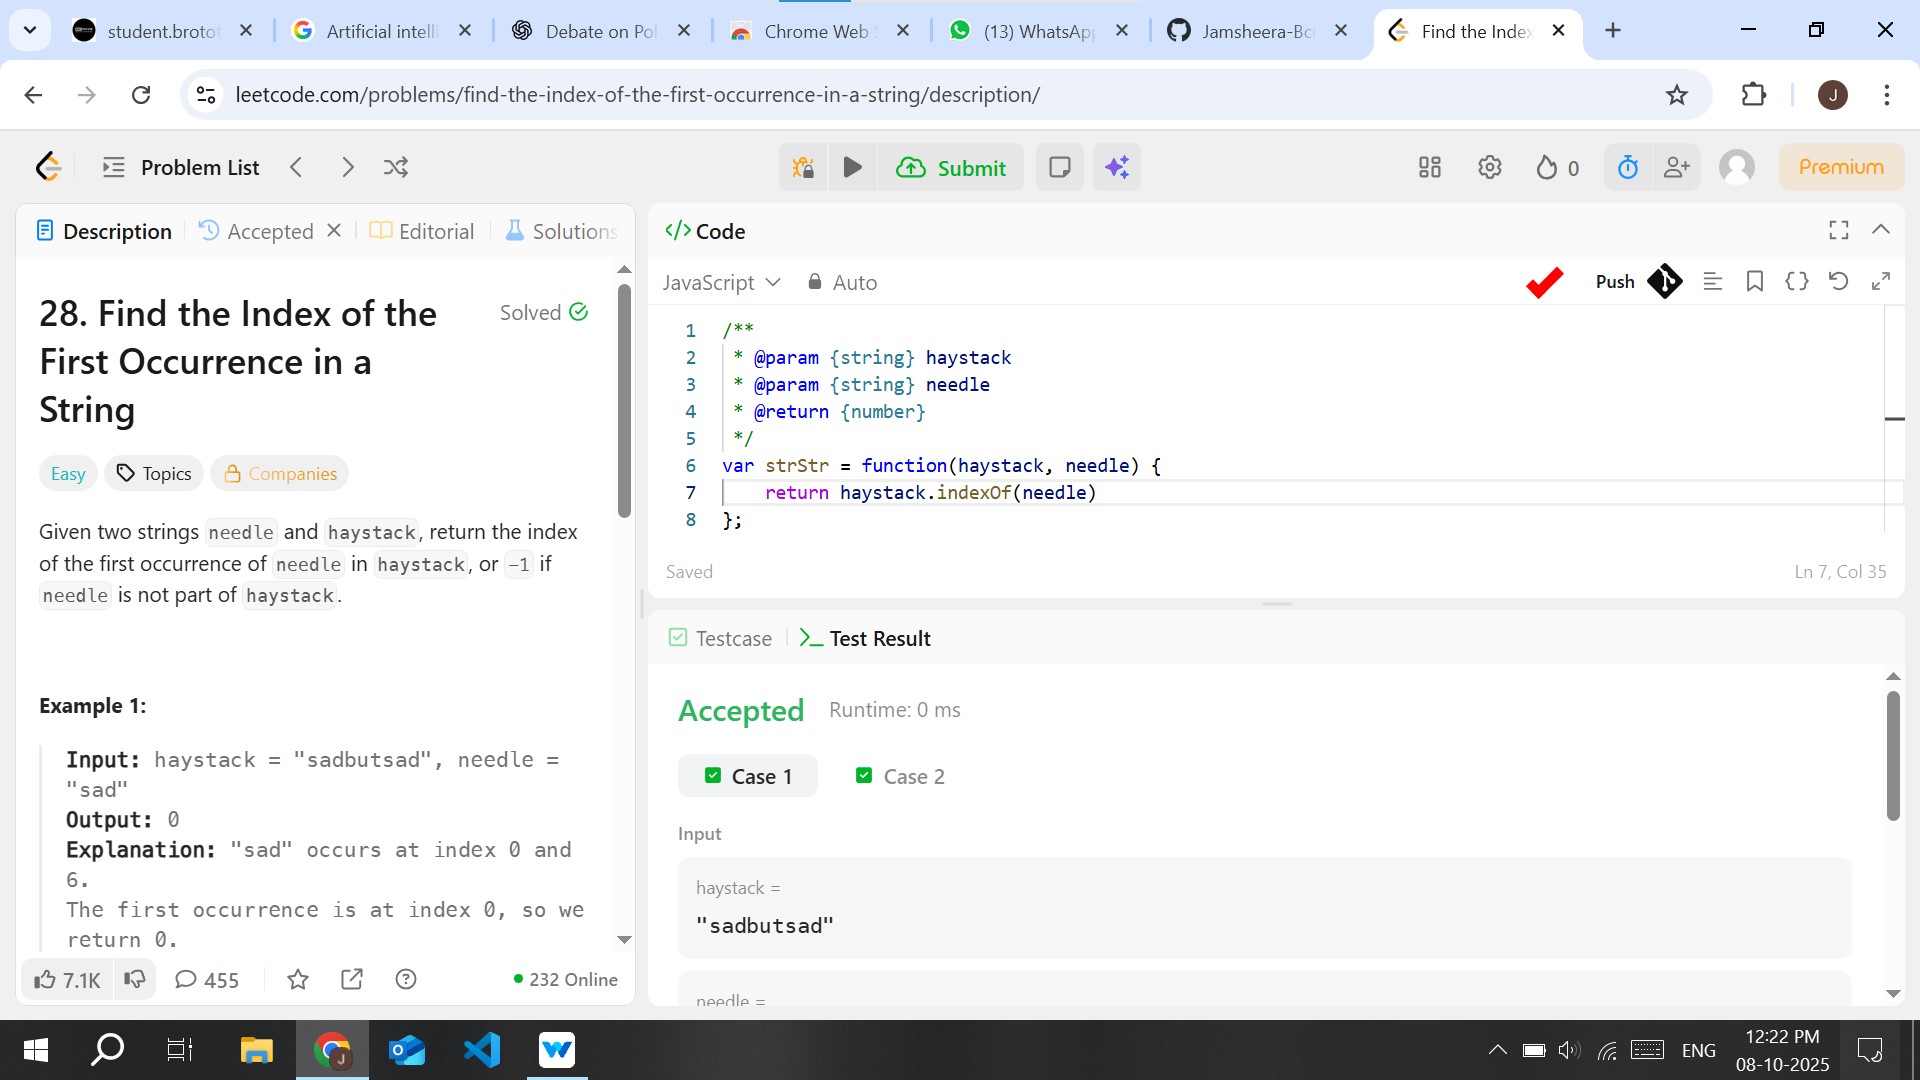 student.broto
Artificial intelli
Debate on Pol
Chrome Web S
(13) WhatsApp
Jamsheera-Bc
Find the Index
leetcode.com/problems/find-the-index-of-the-first-occurrence-in-a-string/description/
J
Problem List
Submit
0
Premium
Description
Accepted
Editorial
Solutions
28. Find the Index of the
First Occurrence in a
String
Solved
Easy
Topics
Companies
Given two strings needle and haystack, return the index
of the first occurrence of needle in haystack, or -1 if
needle is not part of haystack.
Example 1:
Input: haystack = "sadbutsad", needle =
"sad"
Output: 0
Explanation: "sad" occurs at index 0 and
6.
The first occurrence is at index 0, so we
return 0.
7.1K
455
232 Online
Code
JavaScript
Auto
Push
1 /**
2 * @param {string} haystack
3 * @param {string} needle
4 * @return {number}
5 */
6 var strStr = function(haystack, needle) {
7 return haystack.indexOf(needle)
8 };
Saved
Ln 7, Col 35
Testcase
Test Result
Accepted
Runtime: 0 ms
Case 1
Case 2
Input
haystack =
"sadbutsad"
needle =
J
ENG
12:22 PM
08-10-2025